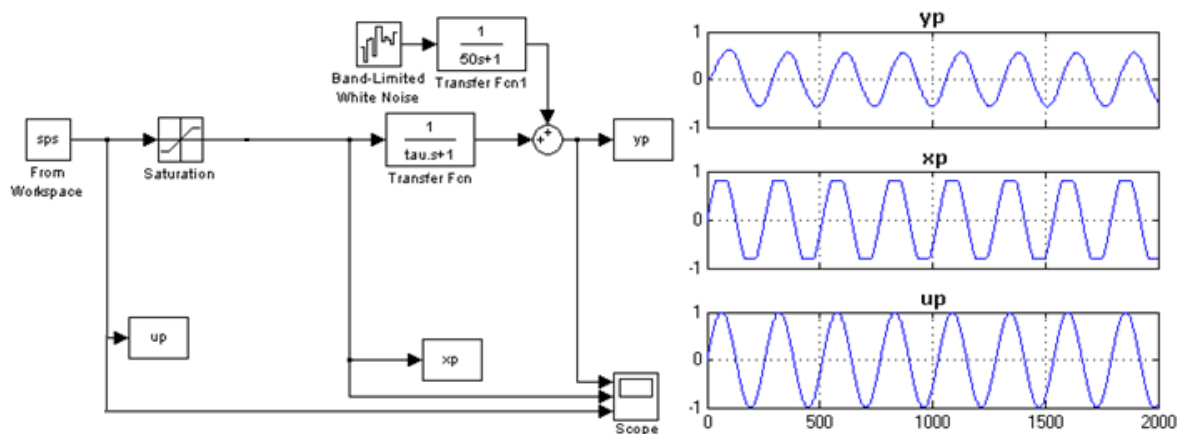 1
50s+1
Transfer Fcn1
Band-Limited
White Noise
sps
From
Workspace
Saturation
1
tau.s+1
Transfer Fcn
+
+
yp
up
xp
Scope
yp
1
0
-1
xp
1
0
-1
up
1
0
-1
0
500
1000
1500
2000